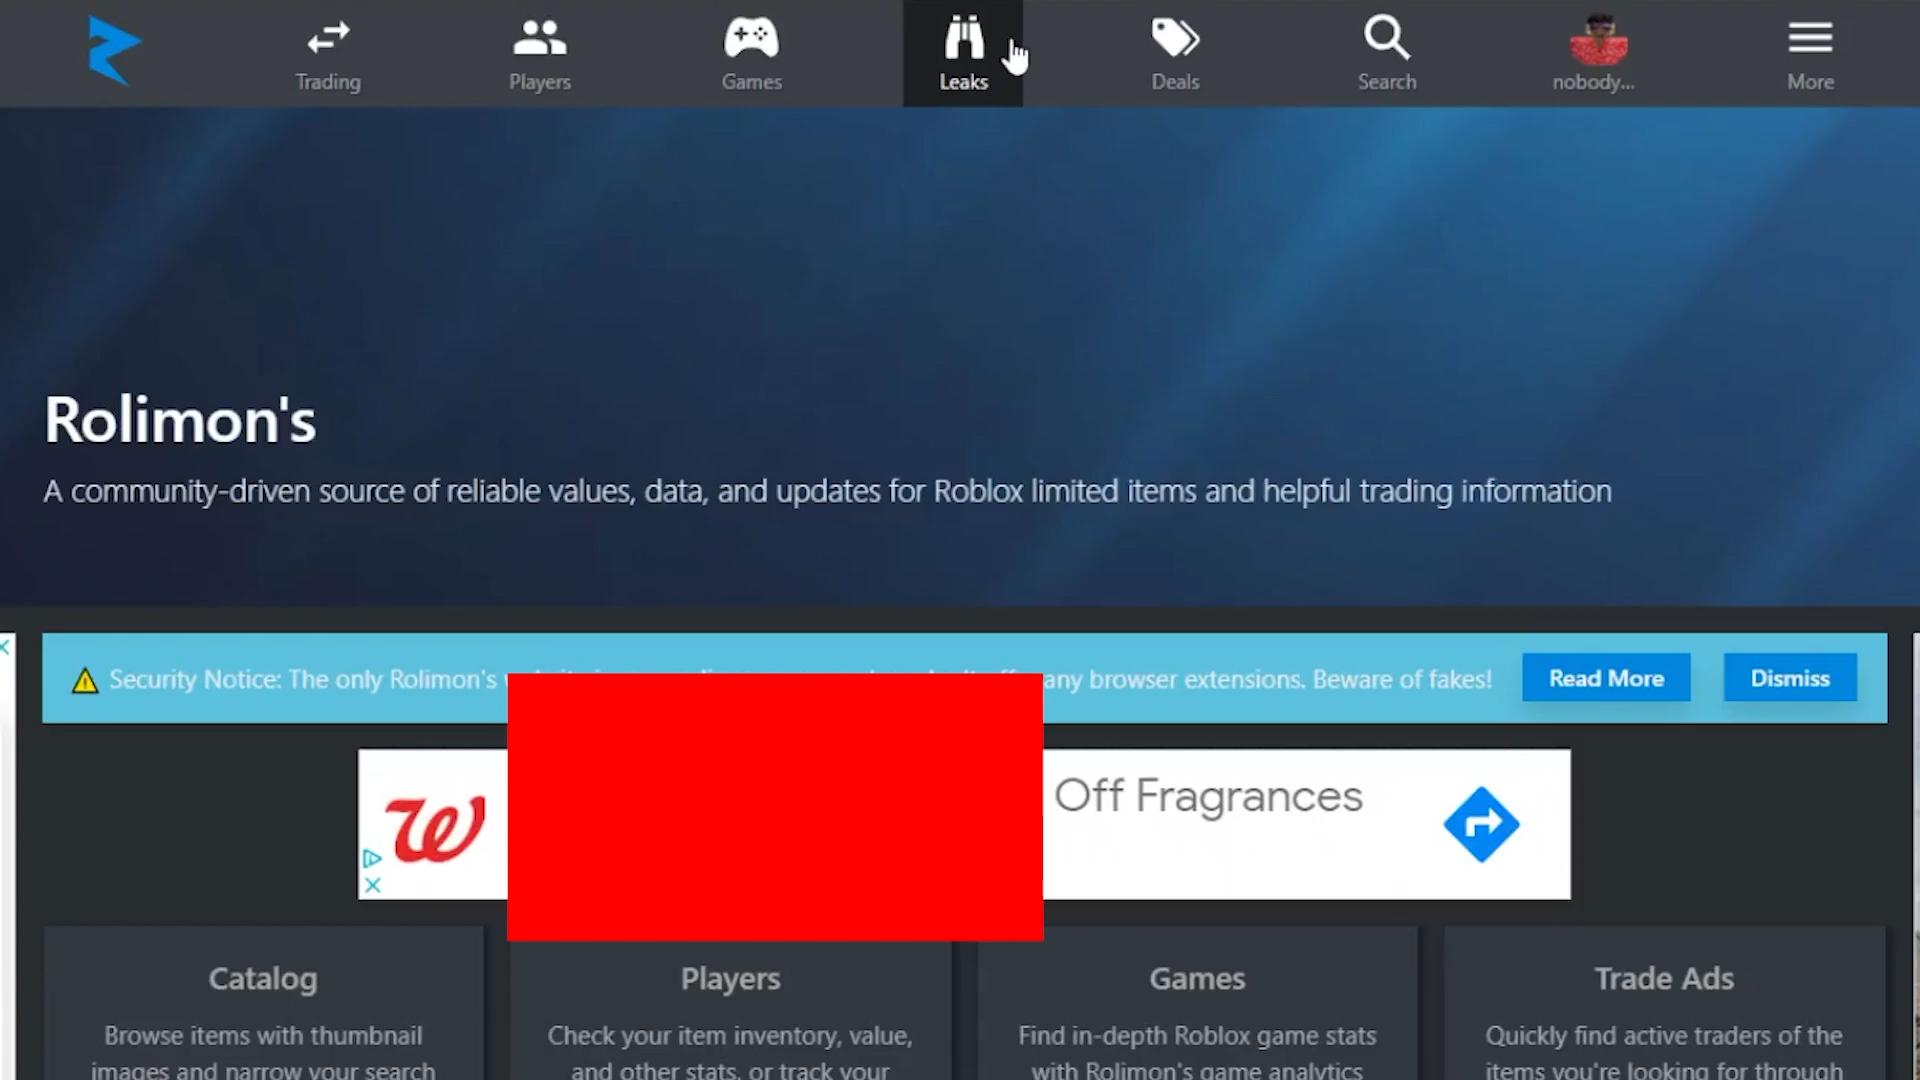 Trading
Players
Games
Leaks
Deals
Search
nobody...
More
Rolimon's
A community-driven source of reliable values, data, and updates for Roblox limited items and helpful trading information
Security Notice: The only Rolimon's any browser extensions. Beware of fakes!
Read More
Dismiss
Off Fragrances
Catalog
Browse items with thumbnail
images and narrow your search
Players
Check your item inventory, value,
and other stats, or track your
Games
Find in-depth Roblox game stats
with Rolimon's game analytics
Trade Ads
Quickly find active traders of the
items you're looking for through